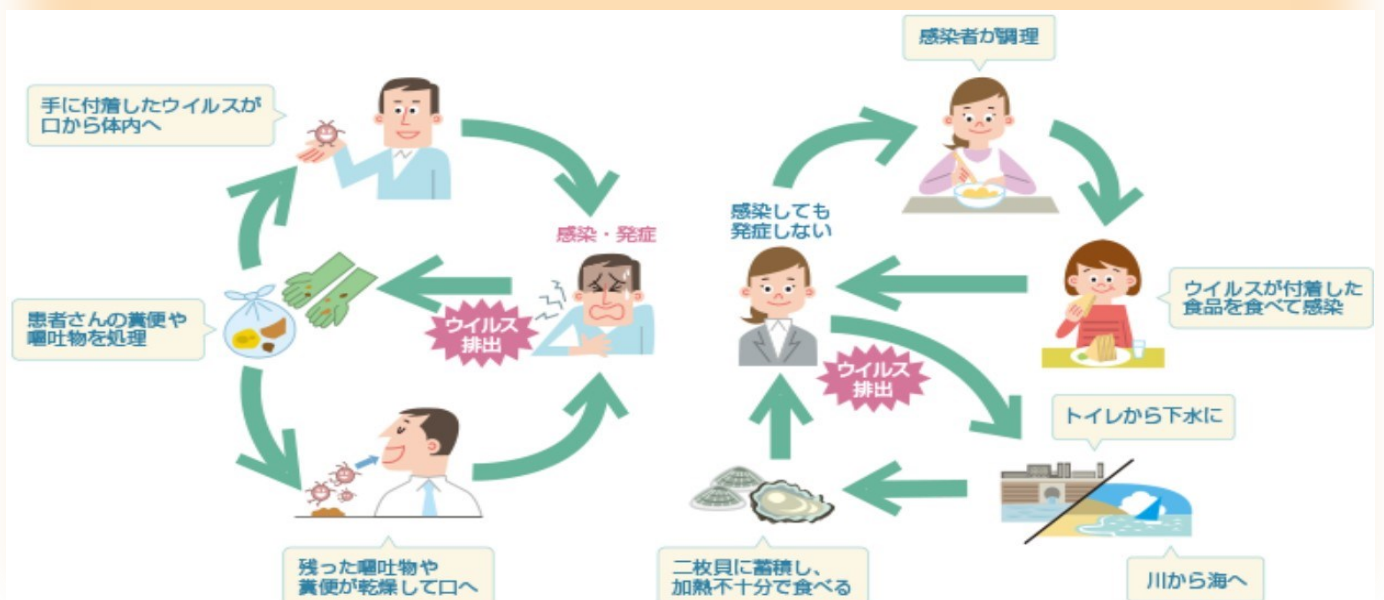 感染者が調理
手に付着したウイルスが
口から体内へ
感染・発症
感染しても
発症しない
患者さんの糞便や
嘔吐物を処理
ウイルス
排出
ウイルスが付着した
食品を食べて感染
ウイルス
排出
トイレから下水に
残った嘔吐物や
糞便が乾燥して口へ
二枚貝に蓄積し、
加熱不十分で食べる
川から海へ